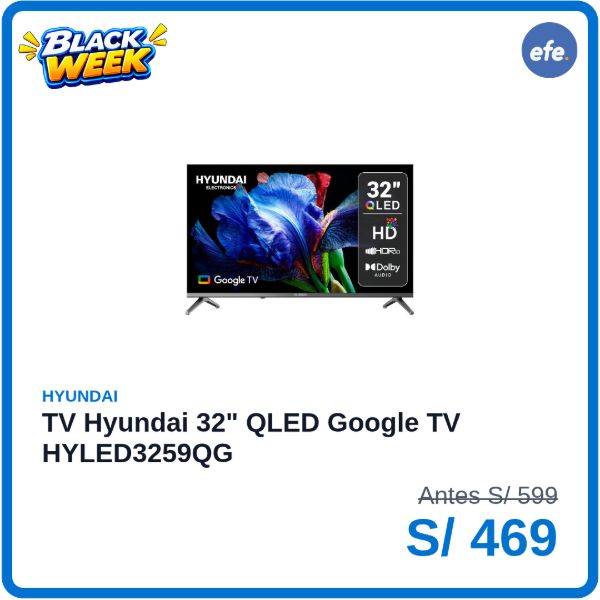 BLACK
WEEK
efe.
HYUNDAI
ELECTRONICS
32"
QLED
HD
HDR10
Dolby
AUDIO
Google TV
HYUNDAI
TV Hyundai 32" QLED Google TV
HYLED3259QG
Antes S/ 599
S/ 469